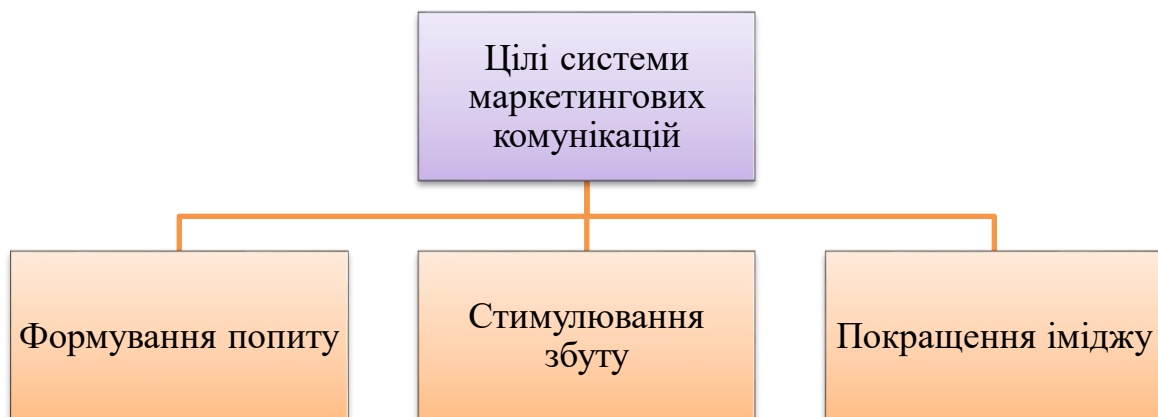 Цілі системи
маркетингових
комунікацій
Формування попиту
Стимулювання
збуту
Покращення іміджу